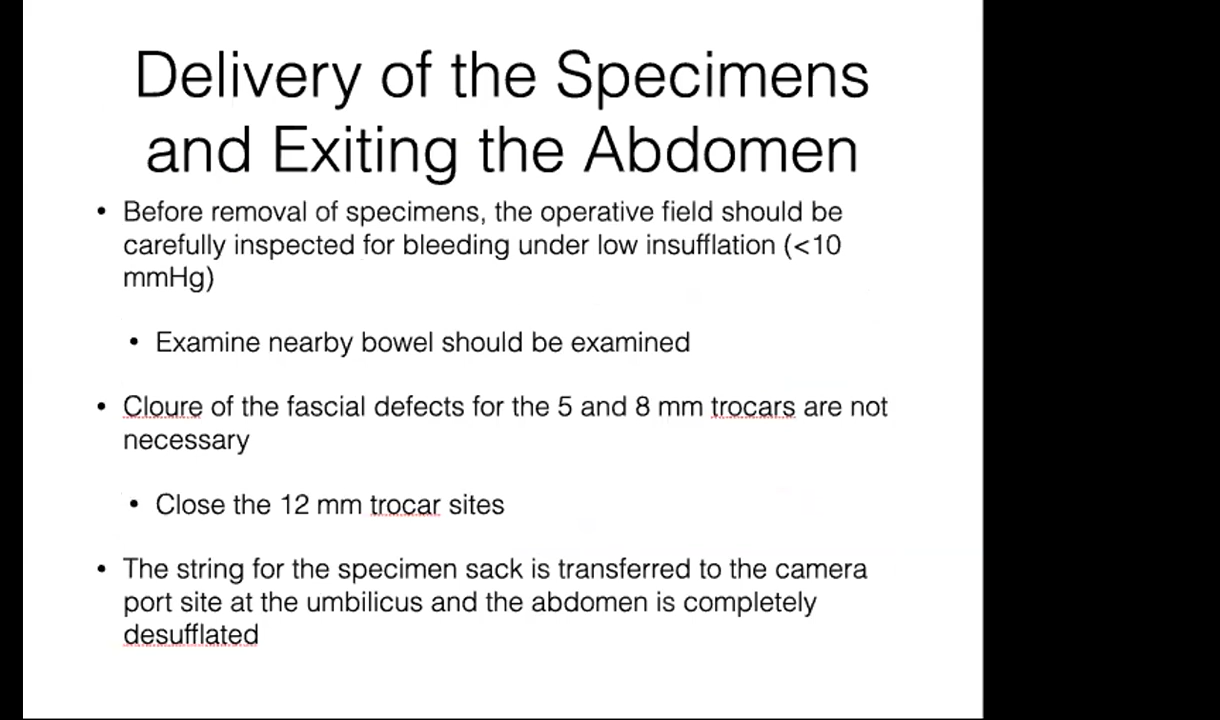 Delivery of the Specimens
and Exiting the Abdomen
• Before removal of specimens, the operative field should be
carefully inspected for bleeding under low insufflation (<10
mmHg)
• Examine nearby bowel should be examined
• Cloure of the fascial defects for the 5 and 8 mm trocars are not
necessary
• Close the 12 mm trocar sites
• The string for the specimen sack is transferred to the camera
port site at the umbilicus and the abdomen is completely
desufflated